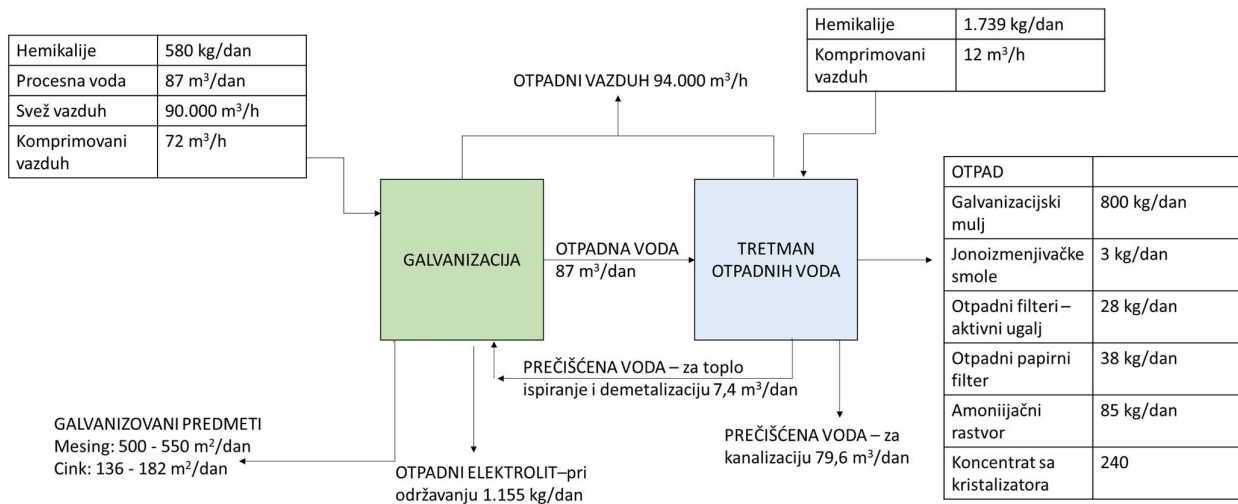 Hemikalije 580 kg/dan
Procesna voda 87 m³/dan
Svež vazduh 90.000 m³/h
Komprimovani 72 m³/h
vazduh
OTPADNI VAZDUH 94.000 m³/h
Hemikalije 1.739 kg/dan
Komprimovani 12 m³/h
vazduh
GALVANIZACIJA
OTPADNA VODA
87 m³/dan
TRETMAN
OTPADNIH VODA
OTPAD
Galvanizacijski 800 kg/dan
mulj
Jonoizmenjivačke 3 kg/dan
smole
Otpadni filteri – 28 kg/dan
aktivni ugalj
Otpadni papirni 38 kg/dan
filter
Amoniijačni 85 kg/dan
rastvor
Koncentrat sa 240
kristalizatora
PREČIŠĆENA VODA – za toplo
ispiranje i demetalizaciju 7,4 m³/dan
GALVANIZOVANI PREDMETI
Mesing: 500 - 550 m²/dan
Cink: 136 - 182 m²/dan
OTPADNI ELEKTROLIT–pri
održavanju 1.155 kg/dan
PREČIŠĆENA VODA – za
kanalizaciju 79,6 m³/dan